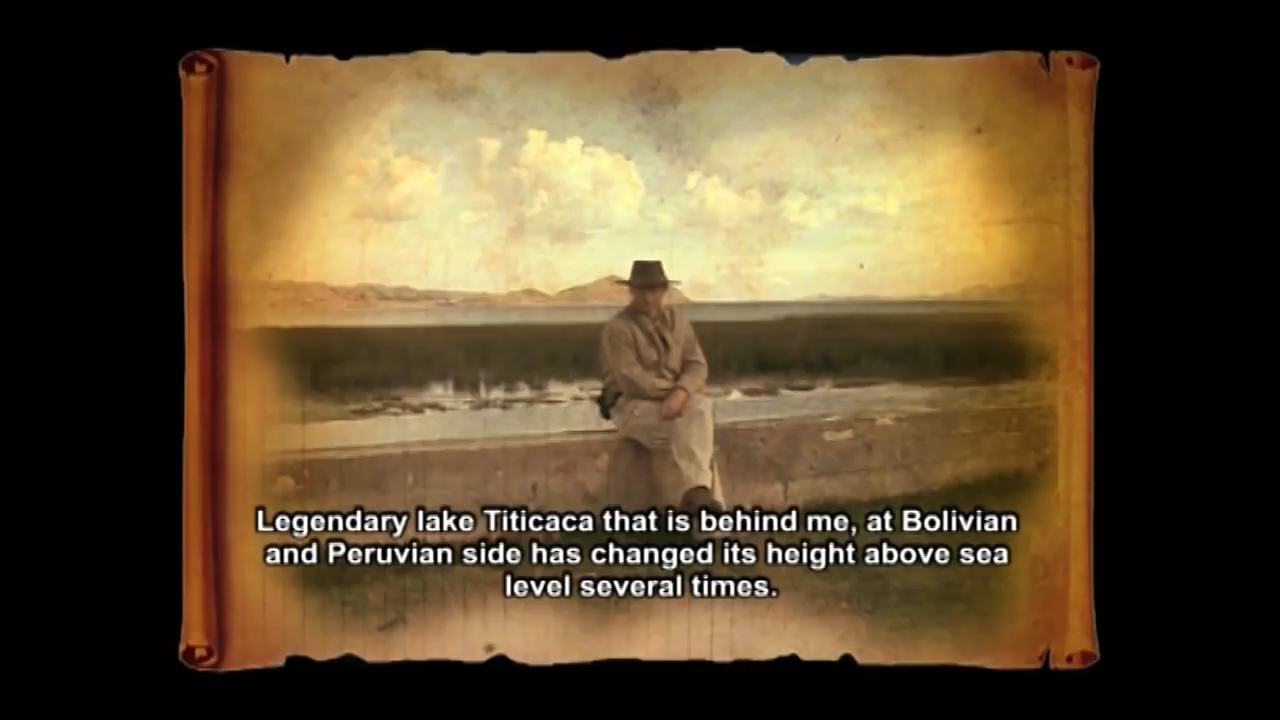 Legendary lake Titicaca that is behind me, at Bolivian
and Peruvian side has changed its height above sea
level several times.